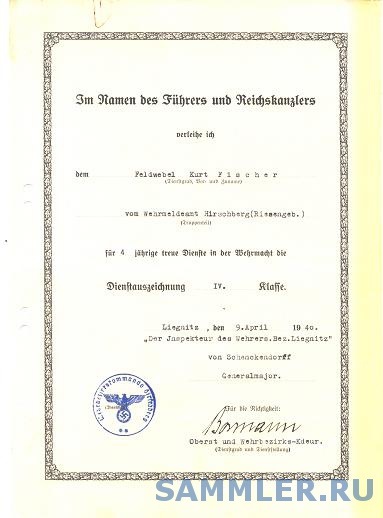 Im Namen des Führers und Reichskanzlers
verleihe ich
dem Feldwebel Kurt Fischer
(Dienstgrad, Vor- und Zuname)
vom Wehrmeldeamt Hirschberg(Riesengeb.)
(Truppenteil)
für 4 jährige treue Dienste in der Wehrmacht die
Dienstauszeichnung IV. Klasse.
Liegnitz, den 9.April 1940.
„Der Jnspekteur des Wehrers.Bez.Liegnitz"
von Schenckendorff
Generalmajor.
Für die Richtigkeit:
Bormann
Oberst und Wehrbezirks-Kdeur.
(Dienstgrad und Dienststellung)
SAMMLER.RU